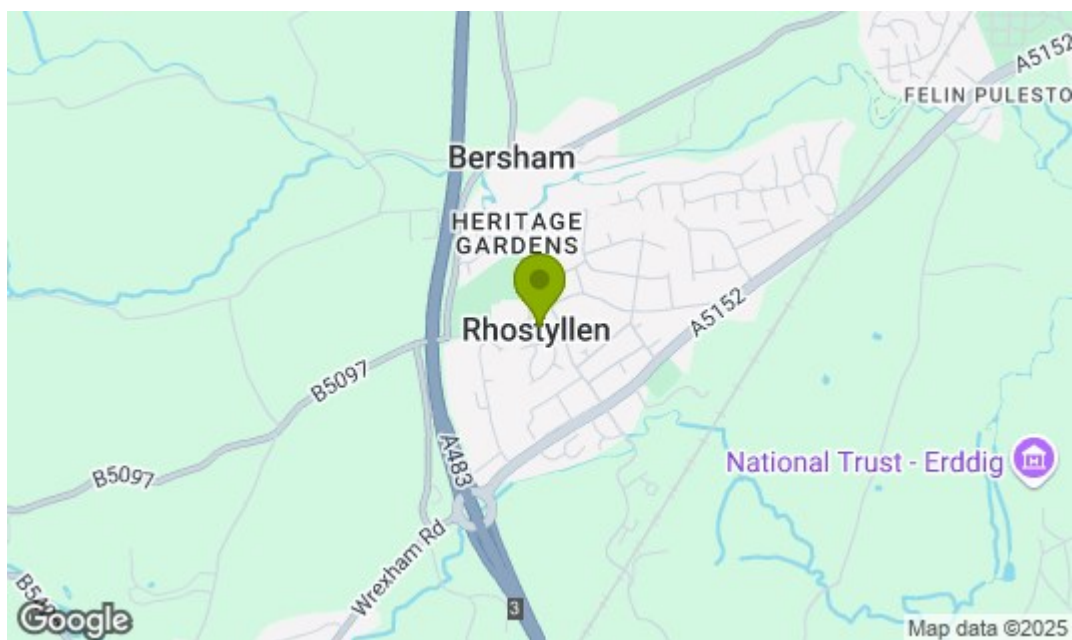 A5152
FELIN PULESTO
Bersham
HERITAGE
GARDENS
A5152
Rhostyllen
B5097
A483
National Trust - Erddig
B5097
Wrexham Rd
3
Google
Map data ©2025